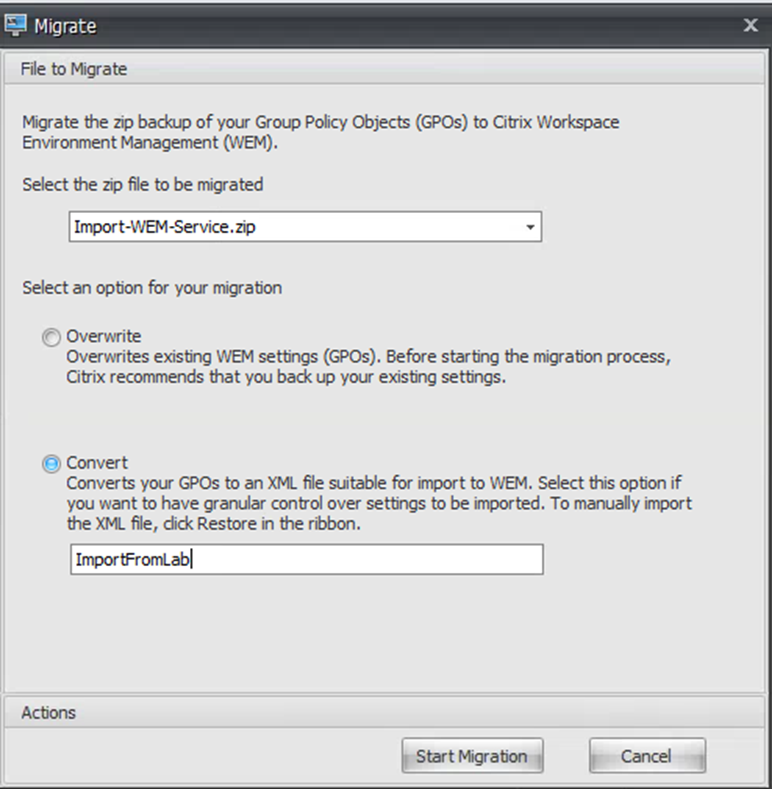 Migrate
File to Migrate
Migrate the zip backup of your Group Policy Objects (GPOs) to Citrix Workspace
Environment Management (WEM).
Select the zip file to be migrated
Import-WEM-Service.zip
Select an option for your migration
Overwrite
Overwrites existing WEM settings (GPOs). Before starting the migration process,
Citrix recommends that you back up your existing settings.
Convert
Converts your GPOs to an XML file suitable for import to WEM. Select this option if
you want to have granular control over settings to be imported. To manually import
the XML file, click Restore in the ribbon.
ImportFromLab
Actions
Start Migration
Cancel